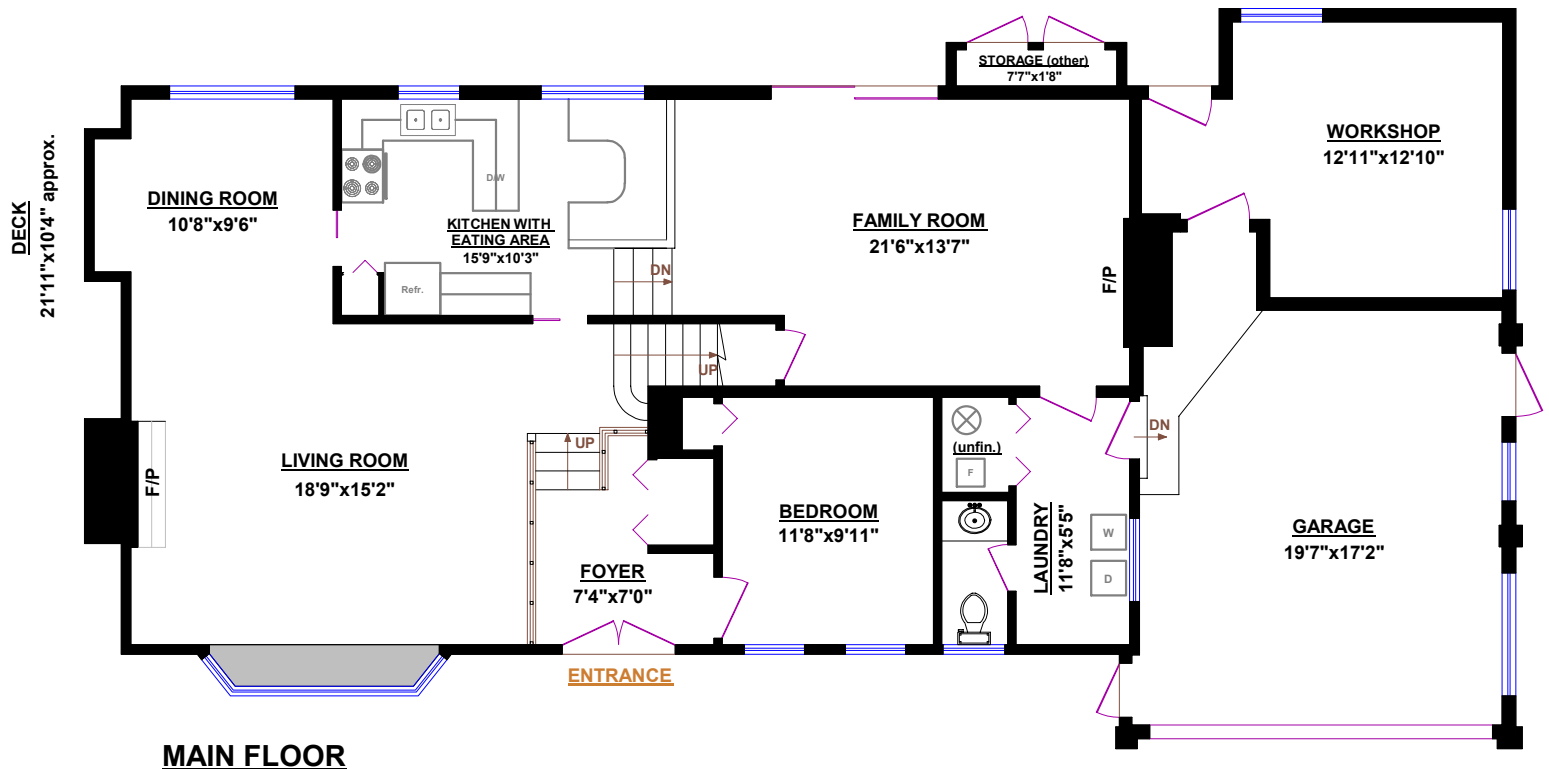 STORAGE (other)
7'7"x1'8"
WORKSHOP
12'11"x12'10"
DECK
21'11"x10'4" approx.
DINING ROOM
10'8"x9'6"
D/W
KITCHEN WITH
EATING AREA
15'9"x10'3"
Refr.
FAMILY ROOM
21'6"x13'7"
DN
F/P
UP
LIVING ROOM
18'9"x15'2"
F/P
UP
(unfin.)
F
DN
BEDROOM
11'8"x9'11"
LAUNDRY
11'8"x5'5"
W
D
GARAGE
19'7"x17'2"
FOYER
7'4"x7'0"
ENTRANCE
MAIN FLOOR